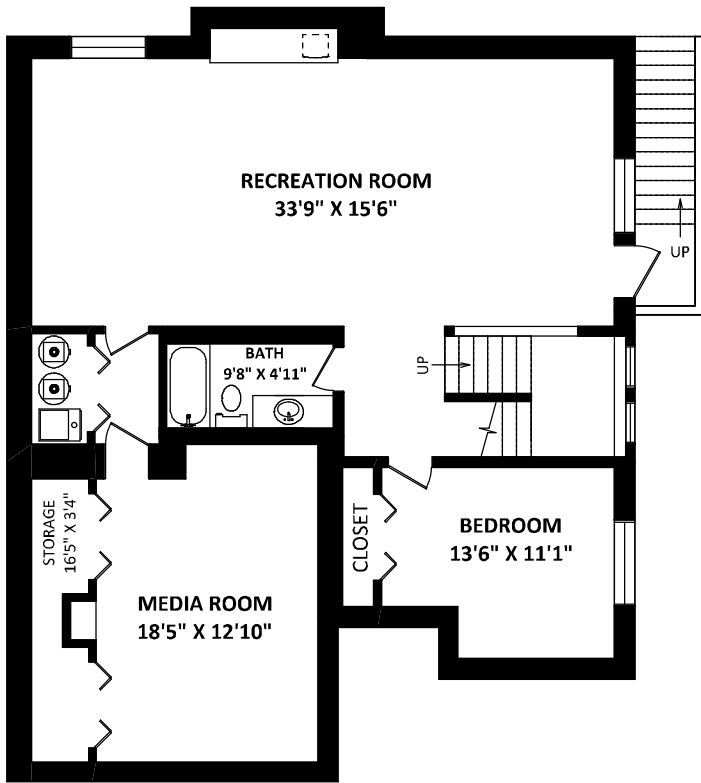 RECREATION ROOM
33'9" X 15'6"
UP
BATH
9'8" X 4'11"
UP
STORAGE
16'5" X 3'4"
CLOSET
BEDROOM
13'6" X 11'1"
MEDIA ROOM
18'5" X 12'10"